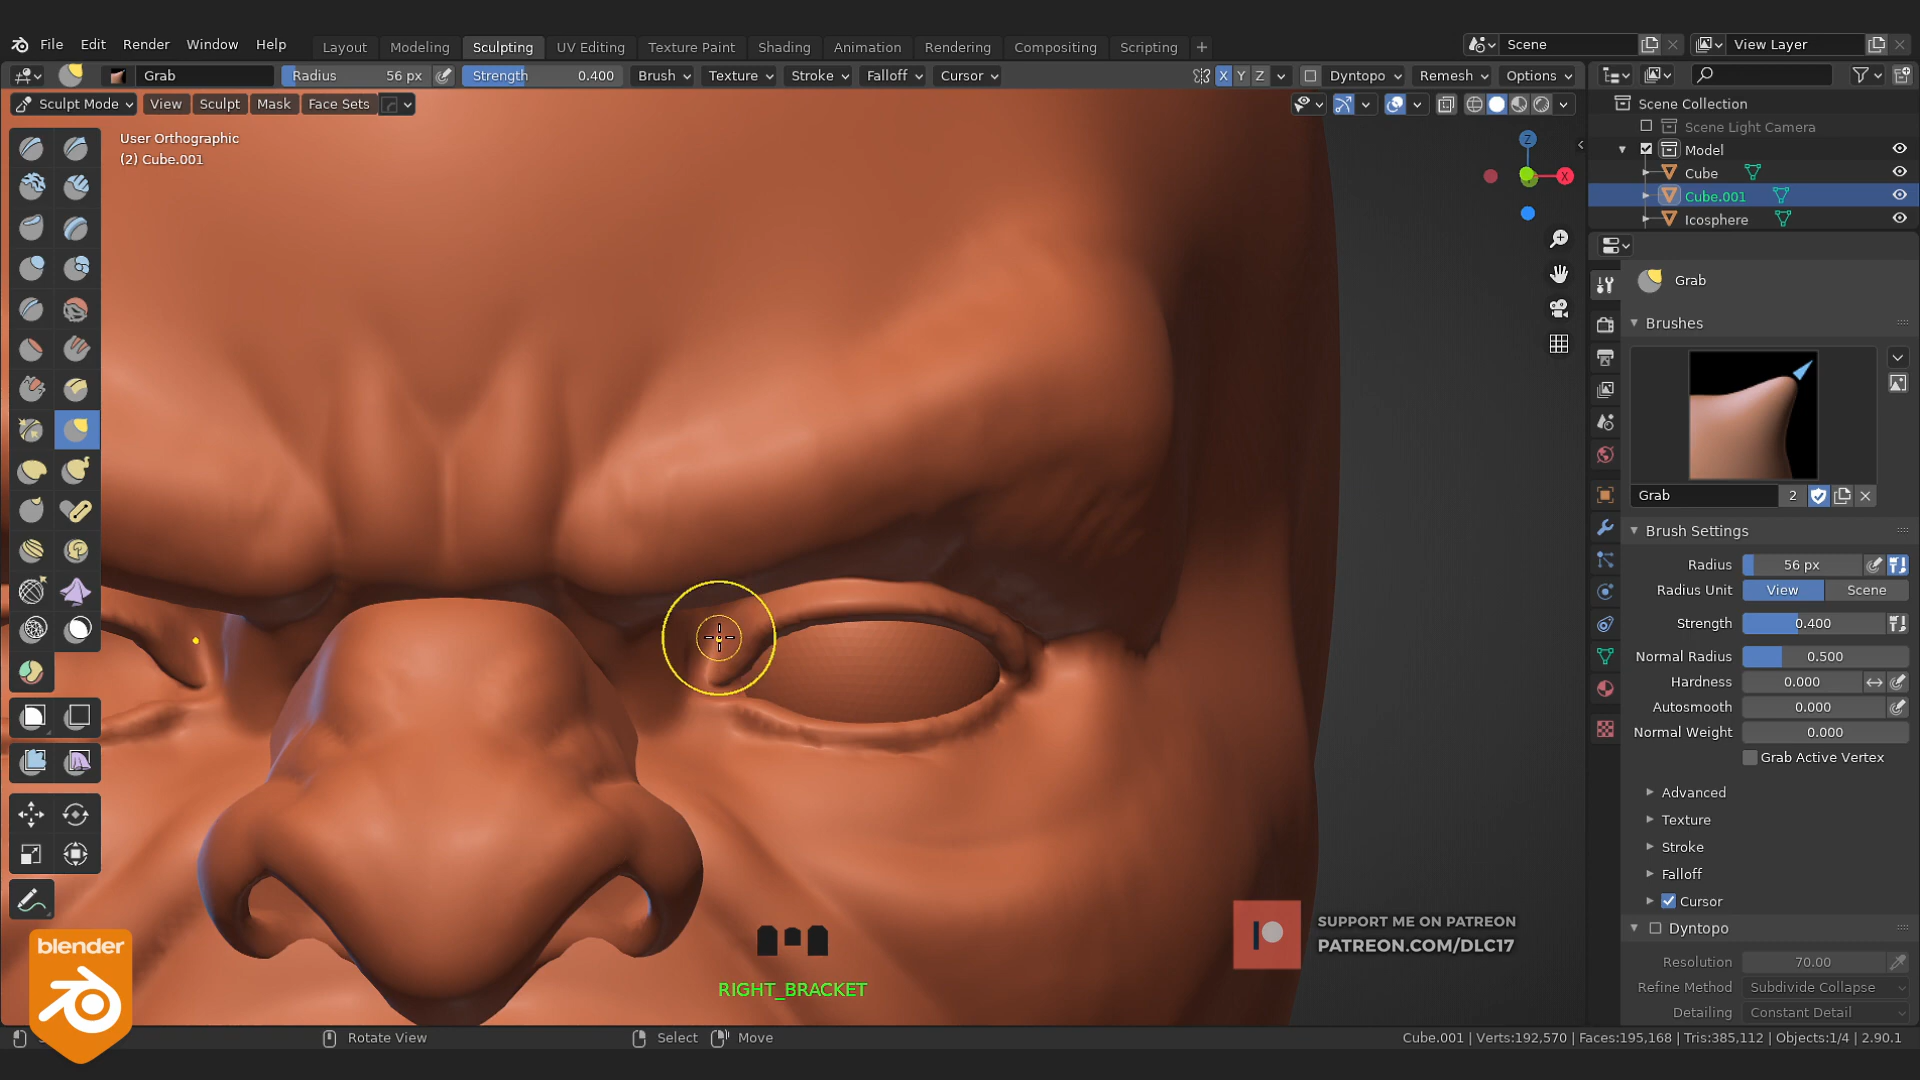 File Edit Render Window Help Layout Modeling Sculpting UV Editing Texture Paint Shading Animation Rendering Compositing Scripting + Scene View Layer
Grab Radius 56 px Strength 0.400 Brush Texture Stroke Falloff Cursor X Y Z Dyntopo Remesh Options
Sculpt Mode View Sculpt Mask Face Sets
User Orthographic
(2) Cube.001
Z
X
Scene Collection
Scene Light Camera
Model
Cube
Cube.001
Icosphere
Grab
Brushes
Grab 2
Brush Settings
Radius 56 px
Radius Unit View Scene
Strength 0.400
Normal Radius 0.500
Hardness 0.000
Autosmooth 0.000
Normal Weight 0.000
Grab Active Vertex
Advanced
Texture
Stroke
Falloff
Cursor
Dyntopo
Resolution 70.00
Refine Method Subdivide Collapse
Detailing Constant Detail
SUPPORT ME ON PATREON
PATREON.COM/DLC17
RIGHT_BRACKET
blender
Rotate View Select Move Cube.001 | Verts:192,570 | Faces:195,168 | Tris:385,112 | Objects:1/4 | 2.90.1